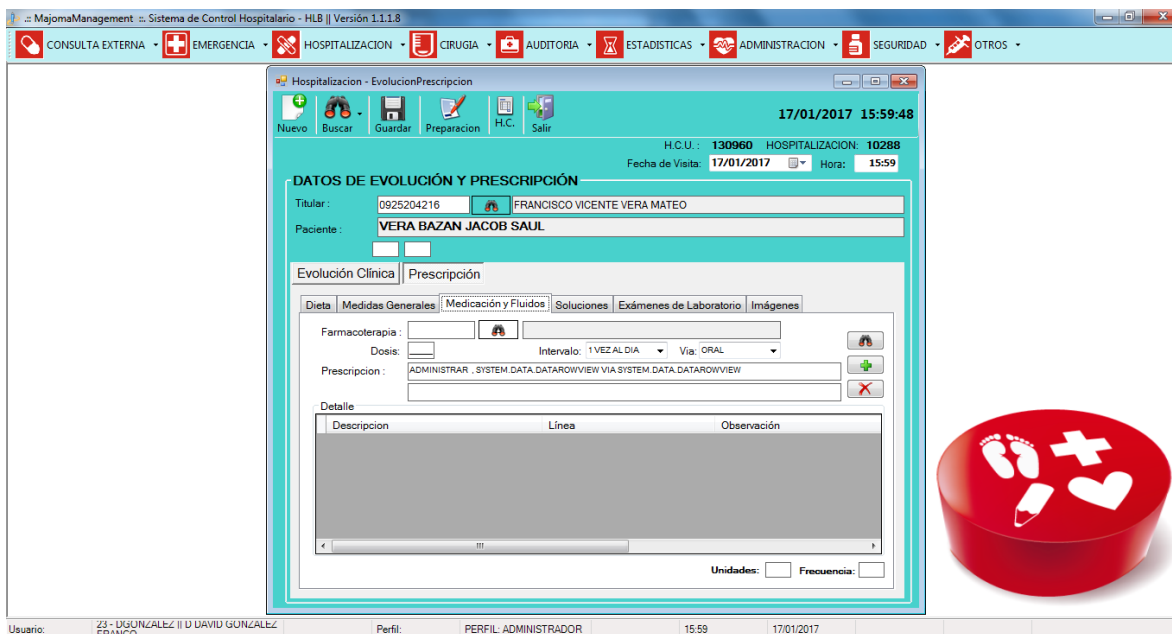 .:: MajomaManagement ::. Sistema de Control Hospitalario - HLB || Versión 1.1.1.8
CONSULTA EXTERNA EMERGENCIA HOSPITALIZACION CIRUGIA AUDITORIA ESTADISTICAS ADMINISTRACION SEGURIDAD OTROS
Hospitalizacion - EvolucionPrescripcion
Nuevo Buscar Guardar Preparacion H.C. Salir
17/01/2017 15:59:48
H.C.U. : 130960 HOSPITALIZACION: 10288
Fecha de Visita: 17/01/2017 Hora: 15:59
DATOS DE EVOLUCIÓN Y PRESCRIPCIÓN
Titular : 0925204216 FRANCISCO VICENTE VERA MATEO
Paciente : VERA BAZAN JACOB SAUL
Evolución Clínica Prescripción
Dieta Medidas Generales Medicación y Fluidos Soluciones Exámenes de Laboratorio Imágenes
Farmacoterapia :
Dosis: Intervalo: 1 VEZ AL DIA Via: ORAL
Prescripcion : ADMINISTRAR , SYSTEM.DATA.DATAROWVIEW VIA SYSTEM.DATA.DATAROWVIEW
Detalle
Descripcion Línea Observación
Unidades: Frecuencia:
Usuario: 23 - DGONZALEZ || D DAVID GONZALEZ FRANCO Perfil: PERFIL: ADMINISTRADOR 15:59 17/01/2017